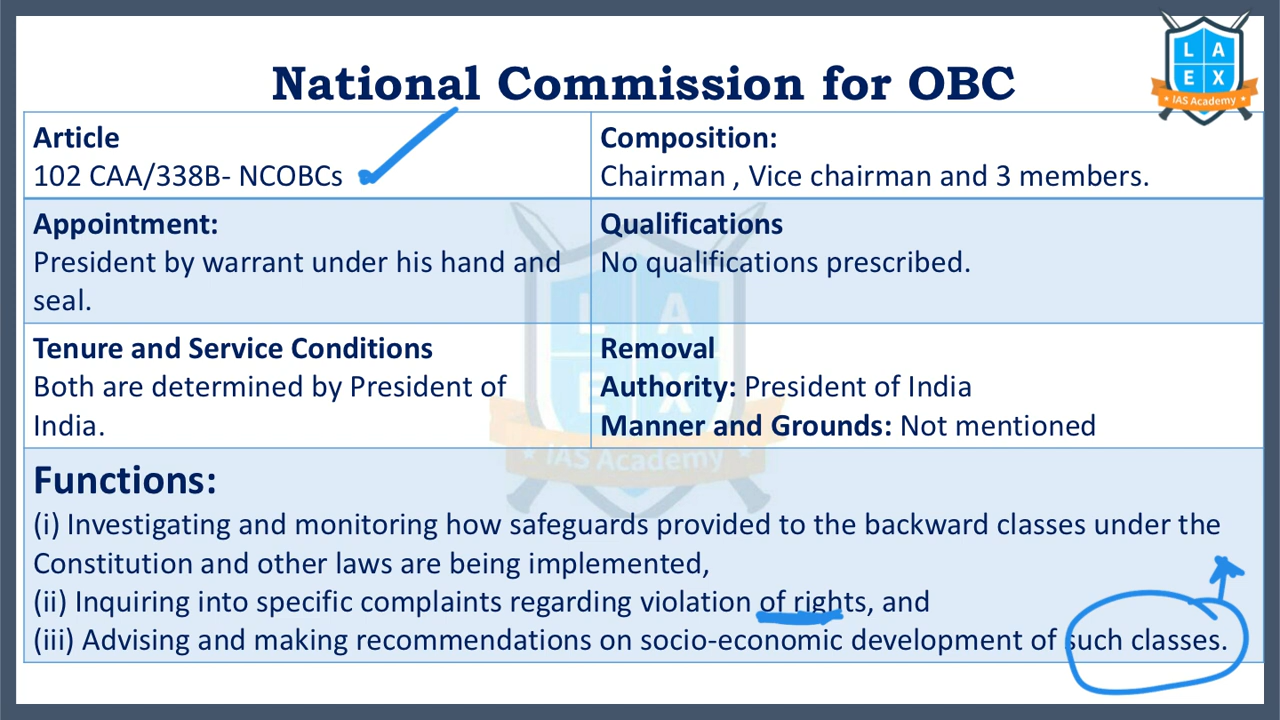 National Commission for OBC
L A
E X
IAS Academy
Article
102 CAA/338B- NCOBCs
Composition:
Chairman , Vice chairman and 3 members.
Appointment:
President by warrant under his hand and
seal.
Qualifications
No qualifications prescribed.
Tenure and Service Conditions
Both are determined by President of
India.
Removal
Authority: President of India
Manner and Grounds: Not mentioned
L A
E X
IAS Academy
Functions:
(i) Investigating and monitoring how safeguards provided to the backward classes under the
Constitution and other laws are being implemented,
(ii) Inquiring into specific complaints regarding violation of rights, and
(iii) Advising and making recommendations on socio-economic development of such classes.